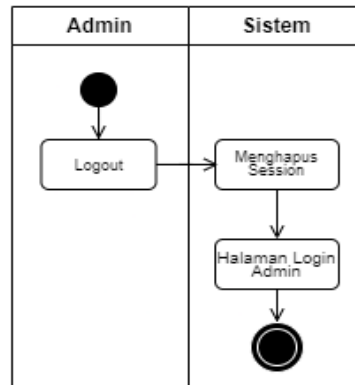 Admin
Sistem
Logout
Menghapus
Session
Halaman Login
Admin